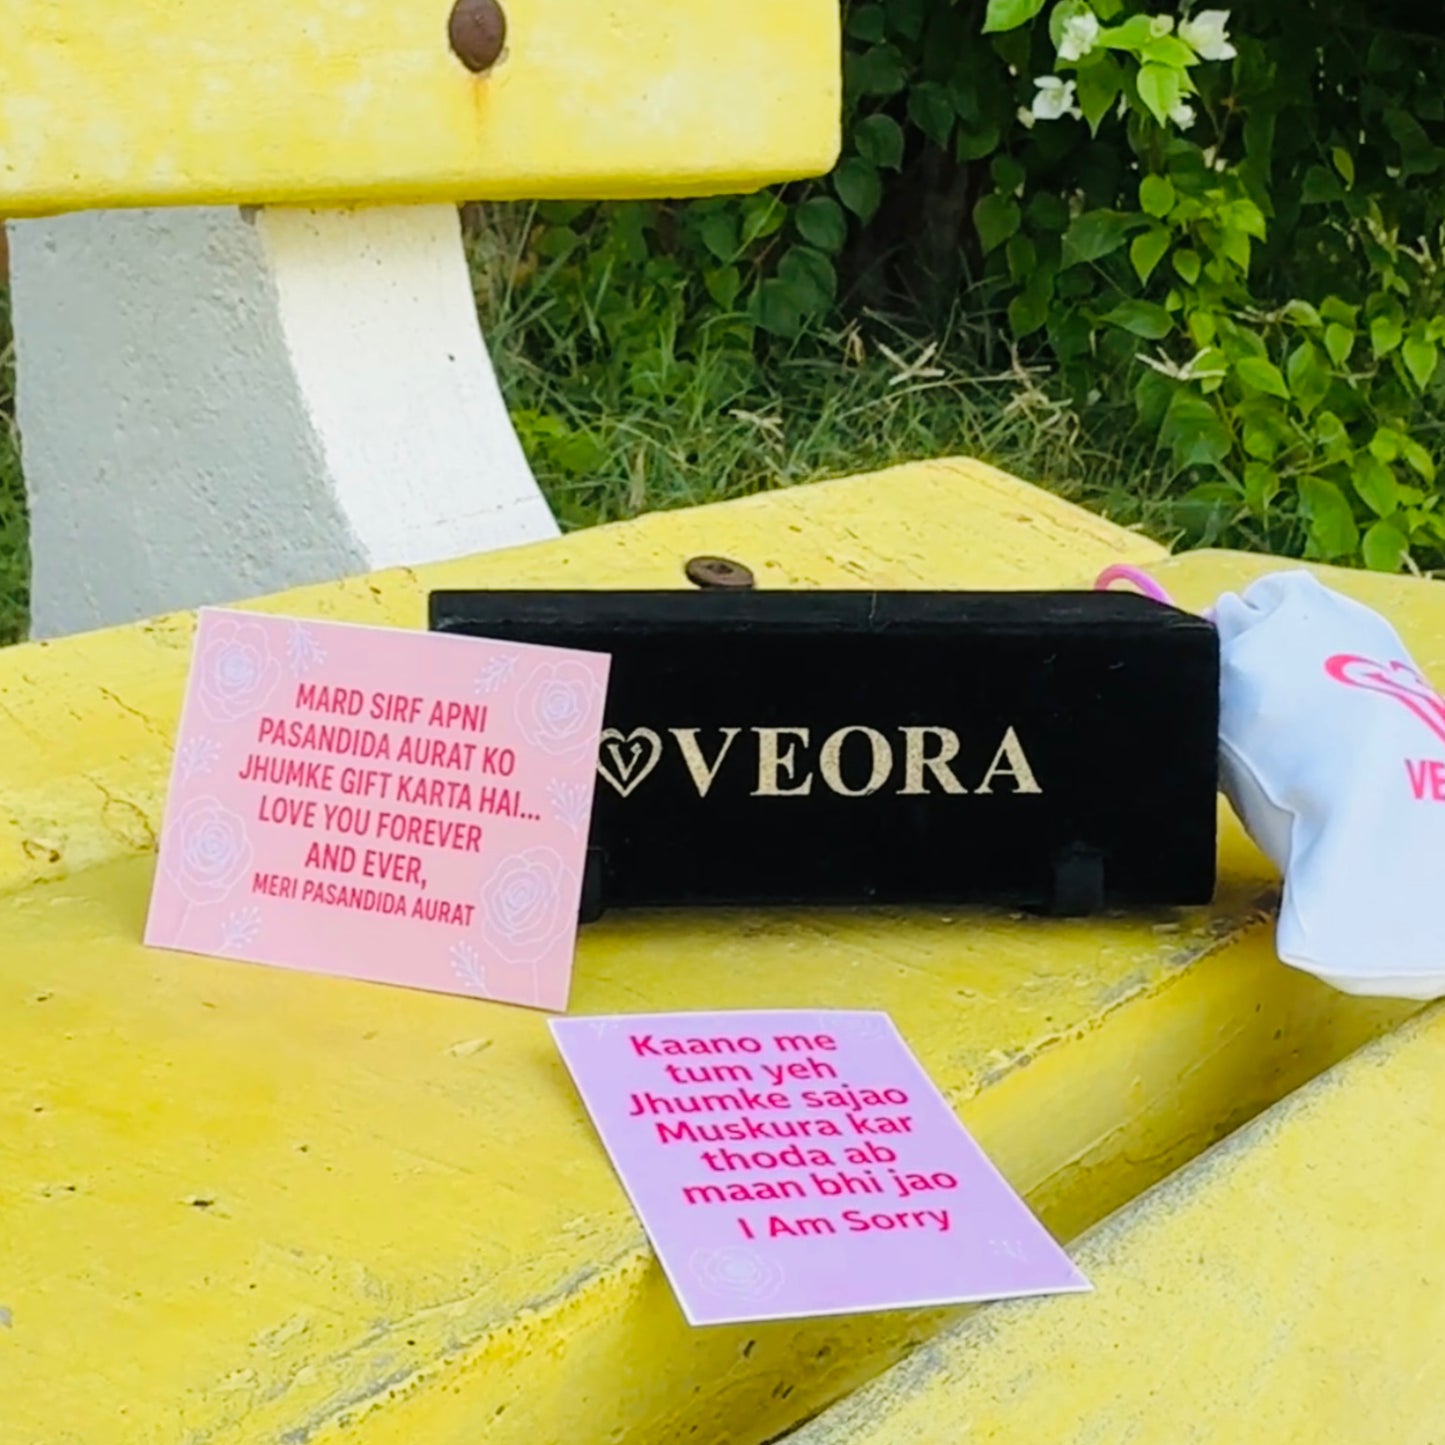 MARD SIRF APNI
PASANDIDA AURAT KO
JHUMKE GIFT KARTA HAI...
LOVE YOU FOREVER
AND EVER,
MERI PASANDIDA AURAT
V VEORA
VE
Kaano me
tum yeh
Jhumke sajao
Muskura kar
thoda ab
maan bhi jao
I Am Sorry